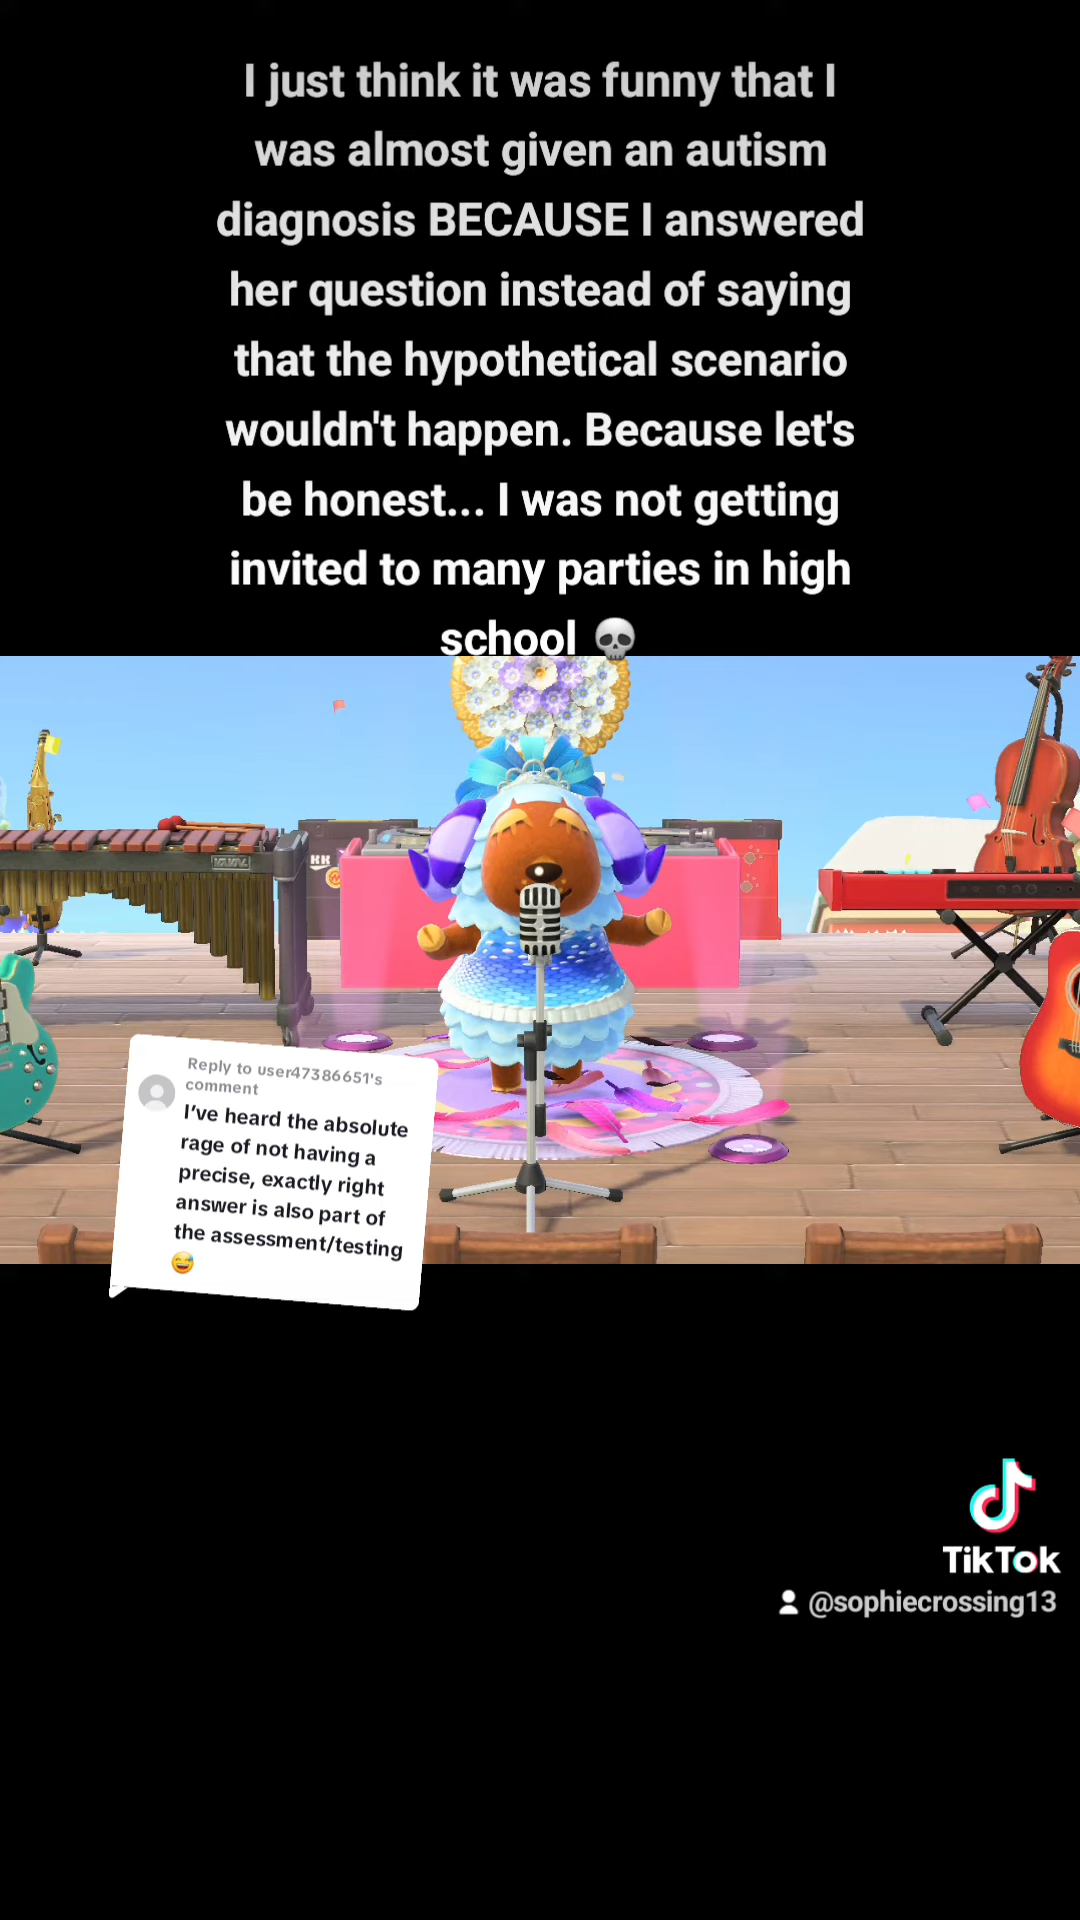 I just think it was funny that I
was almost given an autism
diagnosis BECAUSE I answered
her question instead of saying
that the hypothetical scenario
wouldn't happen. Because let's
be honest... I was not getting
invited to many parties in high
school 💀
KK
Reply to user47386651's
comment
I've heard the absolute
rage of not having a
precise, exactly right
answer is also part of
the assessment/testing
😅
TikTok
@sophiecrossing13